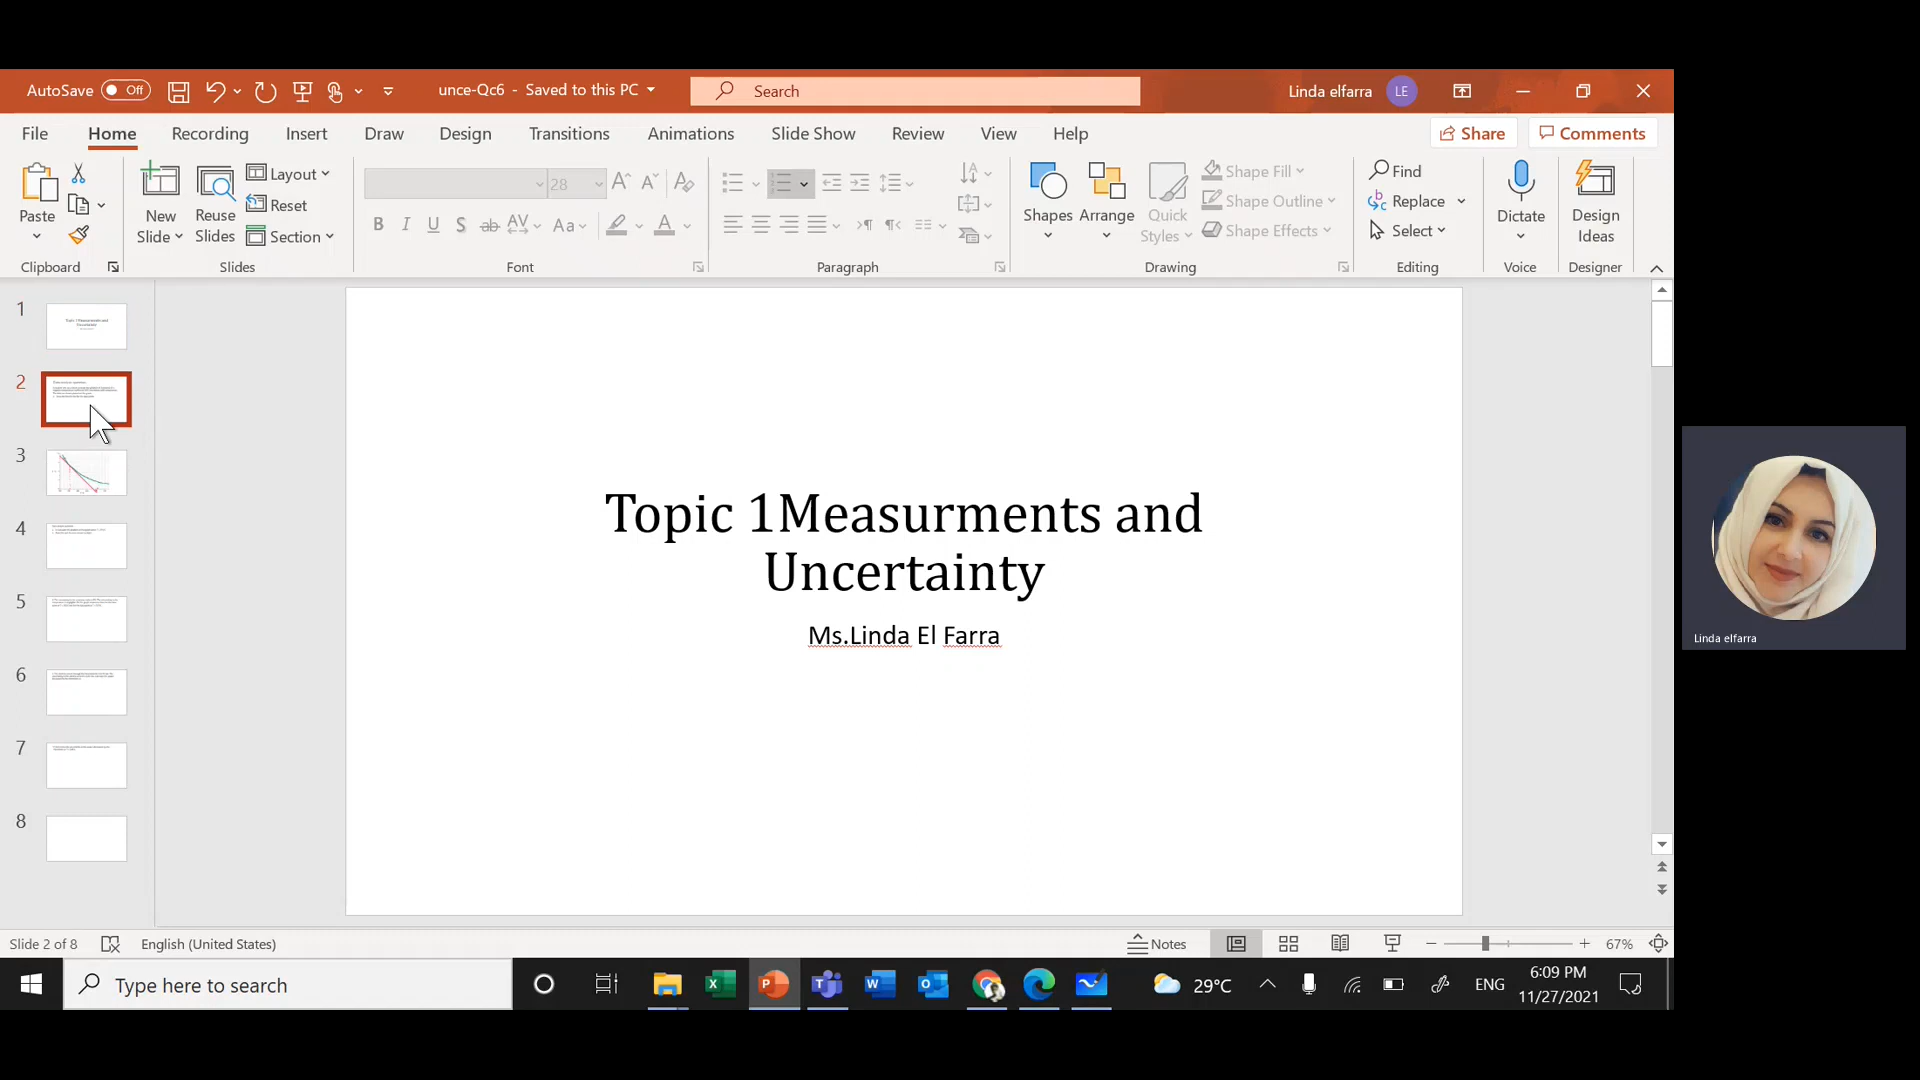 AutoSave Off unce-Qc6 - Saved to this PC Search Linda elfarra LE
File Home Recording Insert Draw Design Transitions Animations Slide Show Review View Help Share Comments
Paste
New Slide
Reuse Slides
Layout
Reset
Section
28
B I U S ab AV Aa A
Shapes Arrange Quick Styles
Shape Fill
Shape Outline
Shape Effects
Find
Replace
Select
Dictate
Design Ideas
Clipboard Slides Font Paragraph Drawing Editing Voice Designer
1
2
3
4
5
6
7
8
Topic 1Measurments and
Uncertainty
Ms.Linda El Farra
Linda elfarra
Slide 2 of 8 English (United States) Notes 67%
Type here to search 29°C ENG 6:09 PM
11/27/2021